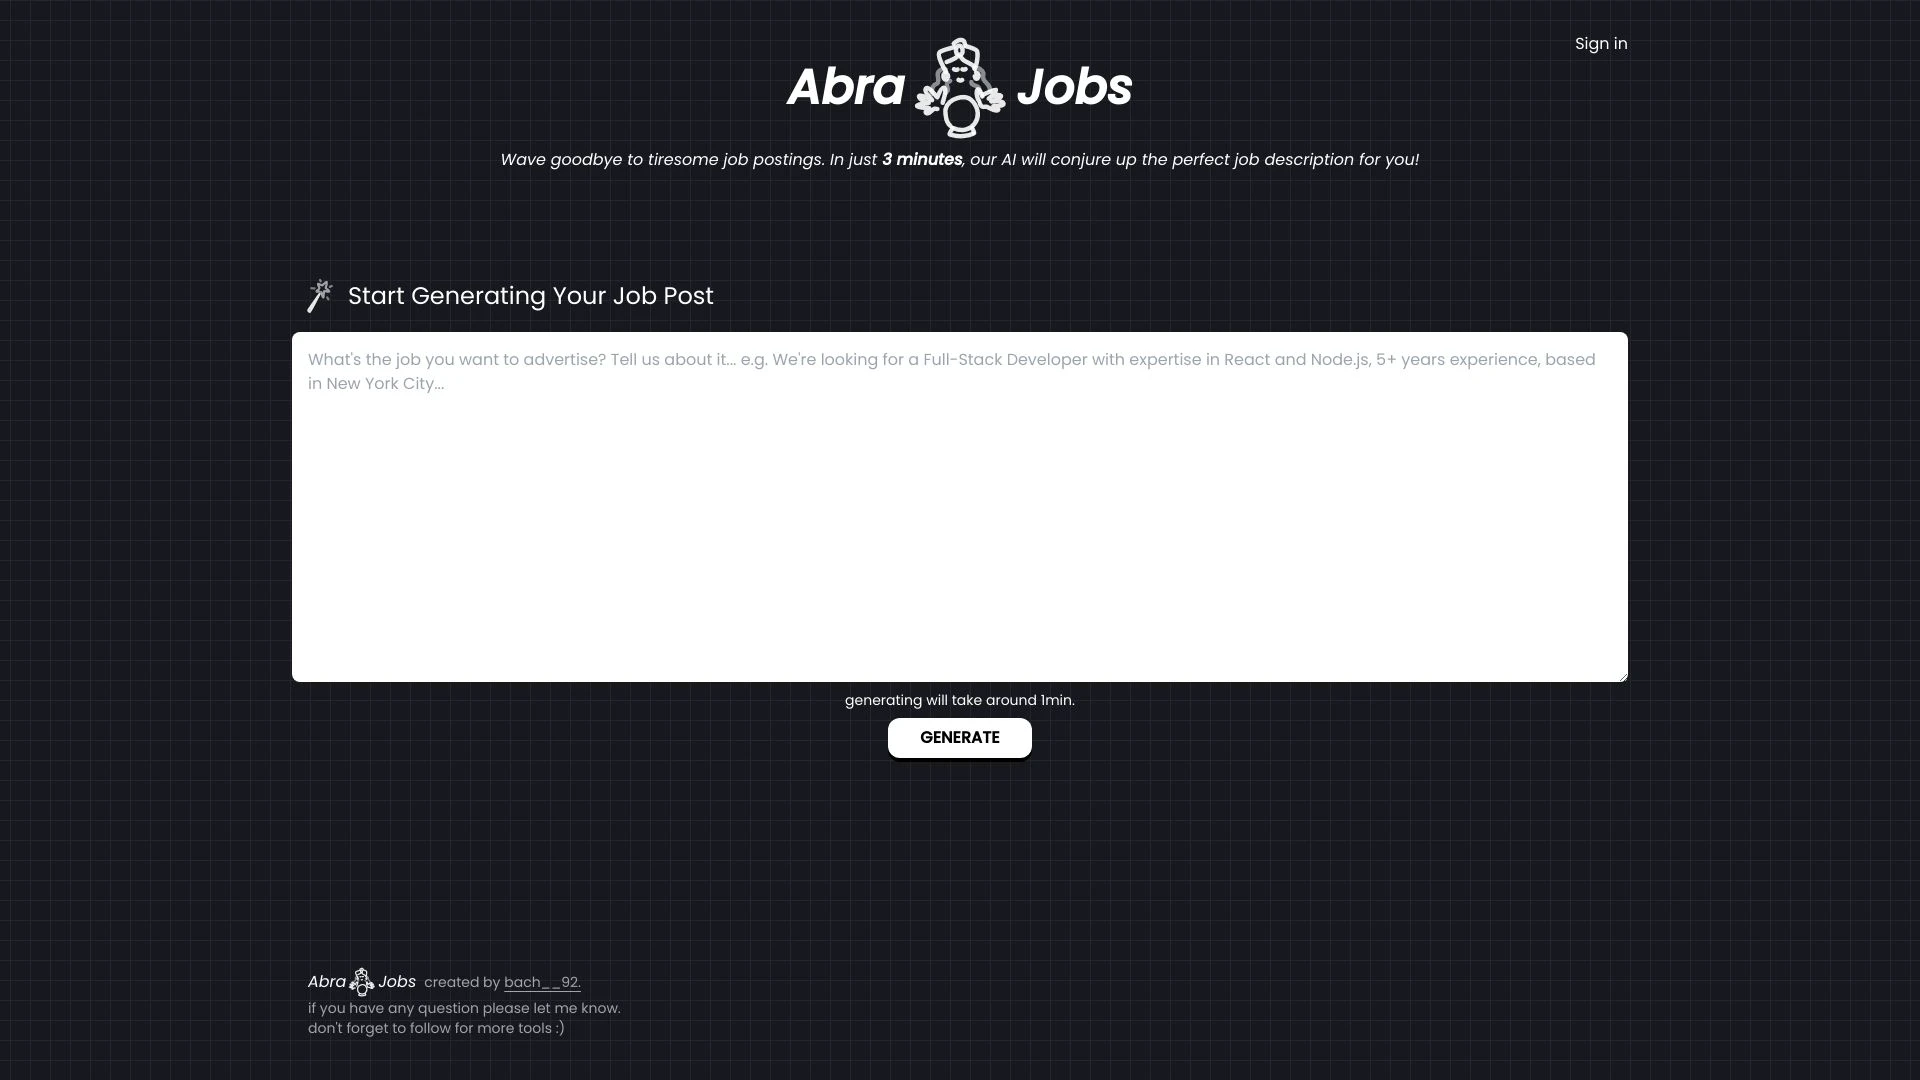 Sign in
Abra Jobs
Wave goodbye to tiresome job postings. In just 3 minutes, our AI will conjure up the perfect job description for you!
Start Generating Your Job Post
What's the job you want to advertise? Tell us about it... e.g. We're looking for a Full-Stack Developer with expertise in React and Node.js, 5+ years experience, based
in New York City...
generating will take around 1min.
GENERATE
Abra Jobs created by bach__92.
if you have any question please let me know.
don't forget to follow for more tools :)